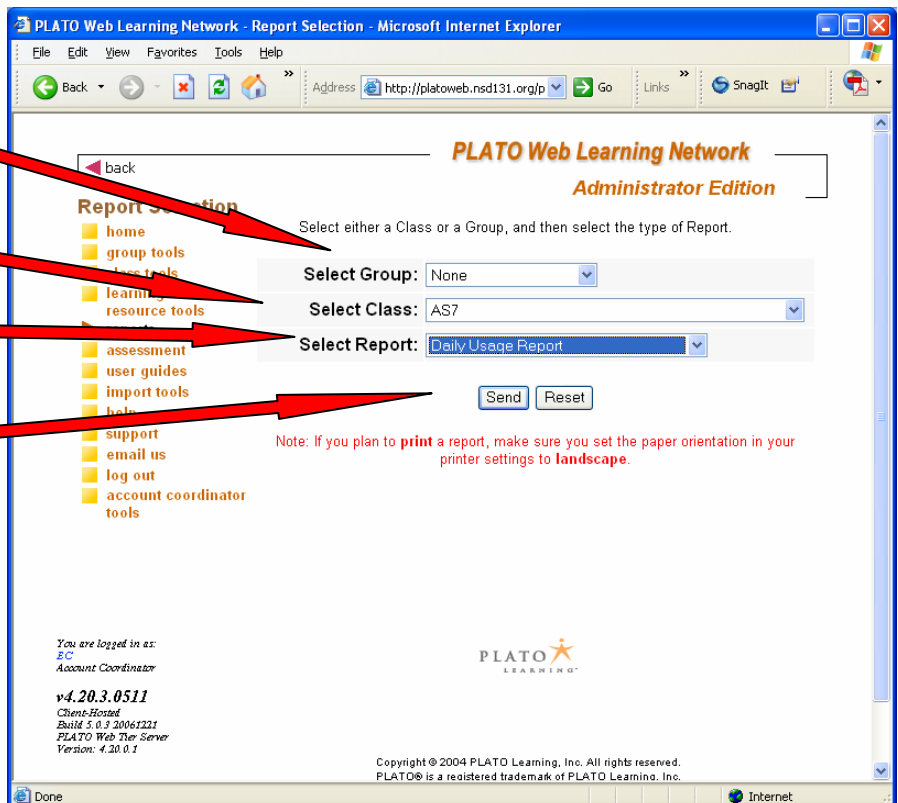 PLATO Web Learning Network - Report Selection - Microsoft Internet Explorer
File Edit View Favorites Tools Help
Back » Address http://platoweb.nsd131.org/p Go Links » SnagIt
back
PLATO Web Learning Network
Administrator Edition
Report Selection
Select either a Class or a Group, and then select the type of Report.
home
group tools
class tools
learning
resource tools
reports
assessment
user guides
import tools
help
support
email us
log out
account coordinator
tools
Select Group: None
Select Class: AS7
Select Report: Daily Usage Report
Send Reset
Note: If you plan to print a report, make sure you set the paper orientation in your
printer settings to landscape.
You are logged in as:
EC
Account Coordinator
v4.20.3.0511
Client-Hosted
Build 5.0.3 20061221
PLATO Web Tier Server
Version: 4.20.0.1
PLATO
LEARNING
Copyright © 2004 PLATO Learning, Inc. All rights reserved.
PLATO® is a registered trademark of PLATO Learning, Inc.
Done Internet